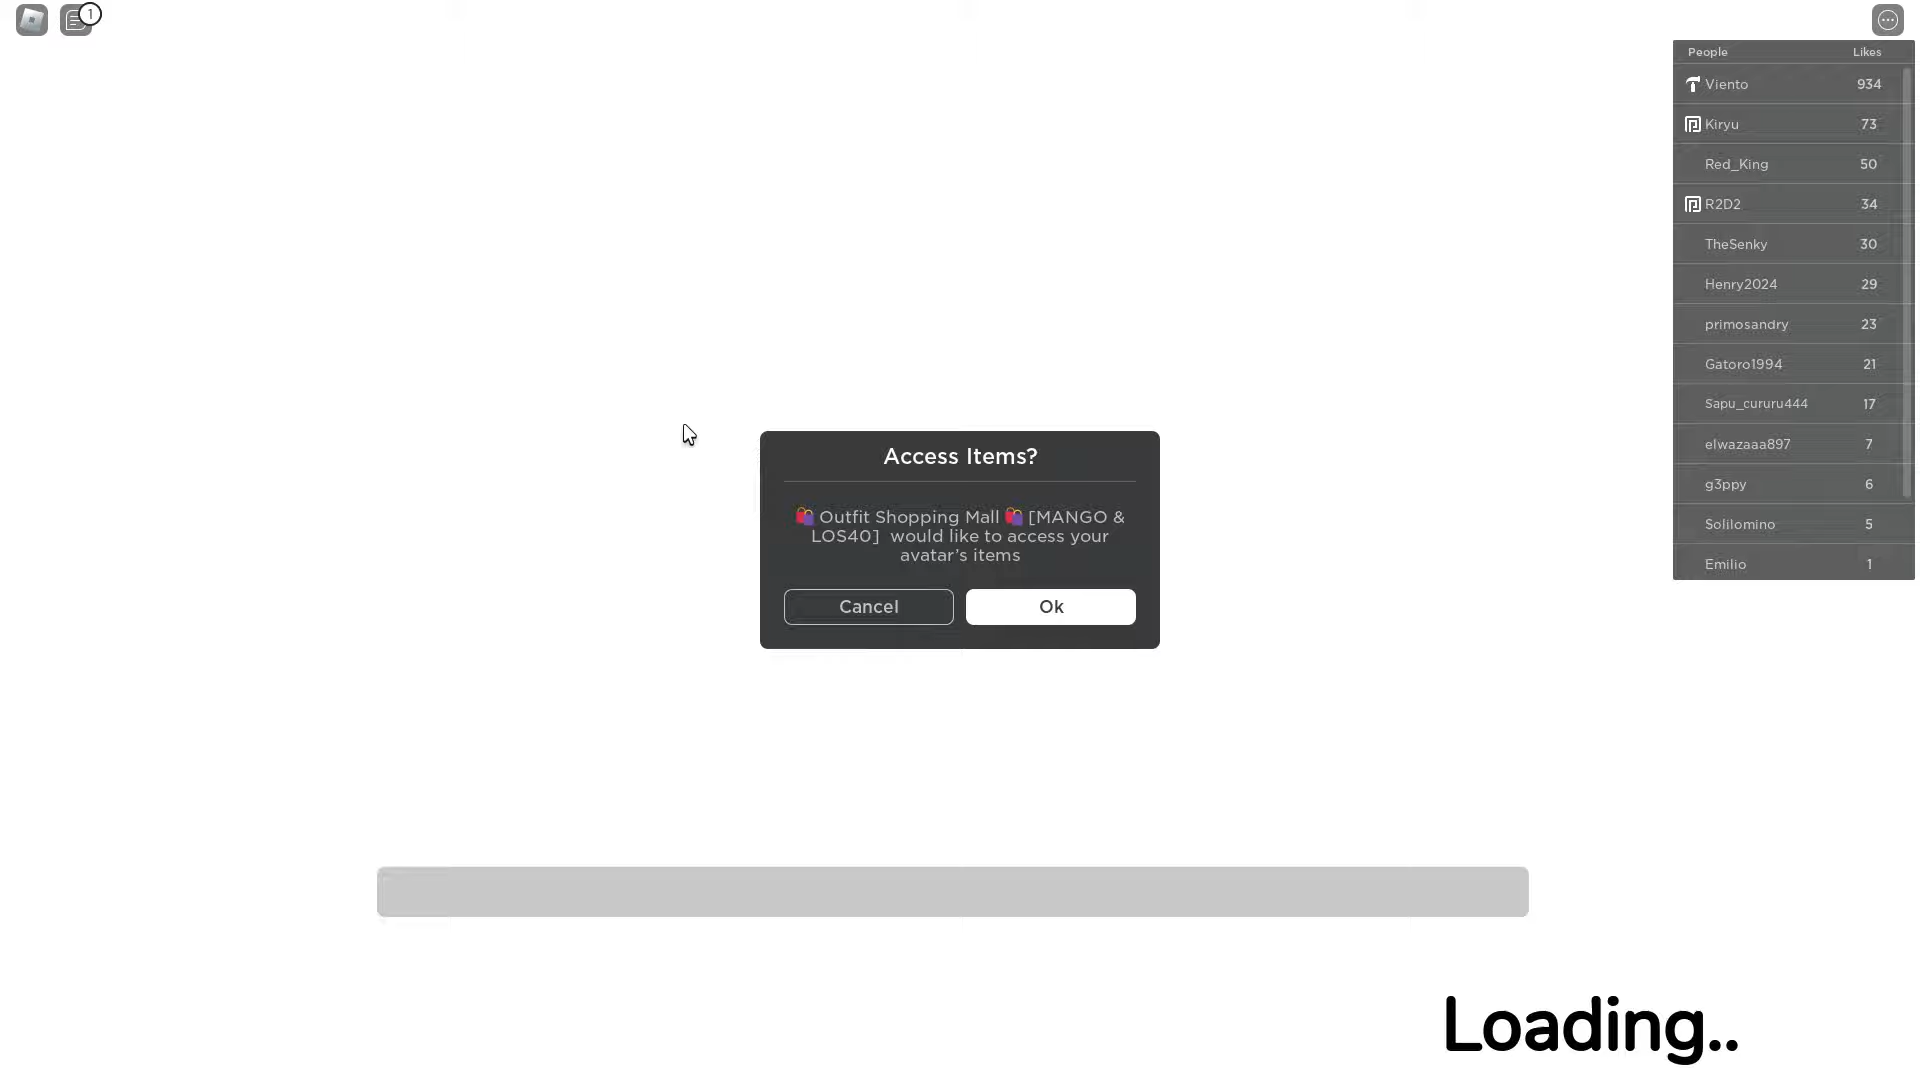 1
People Likes
Viento 934
Kiryu 73
Red_King 50
R2D2 34
TheSenky 30
Henry2024 29
primosandry 23
Gatoro1994 21
Sapu_cururu444 17
elwazaaa897 7
g3ppy 6
Solilomino 5
Emilio 1
Access Items?
🛍️ Outfit Shopping Mall 🛍️ [MANGO &
LOS40] would like to access your
avatar's items
Cancel Ok
Loading..